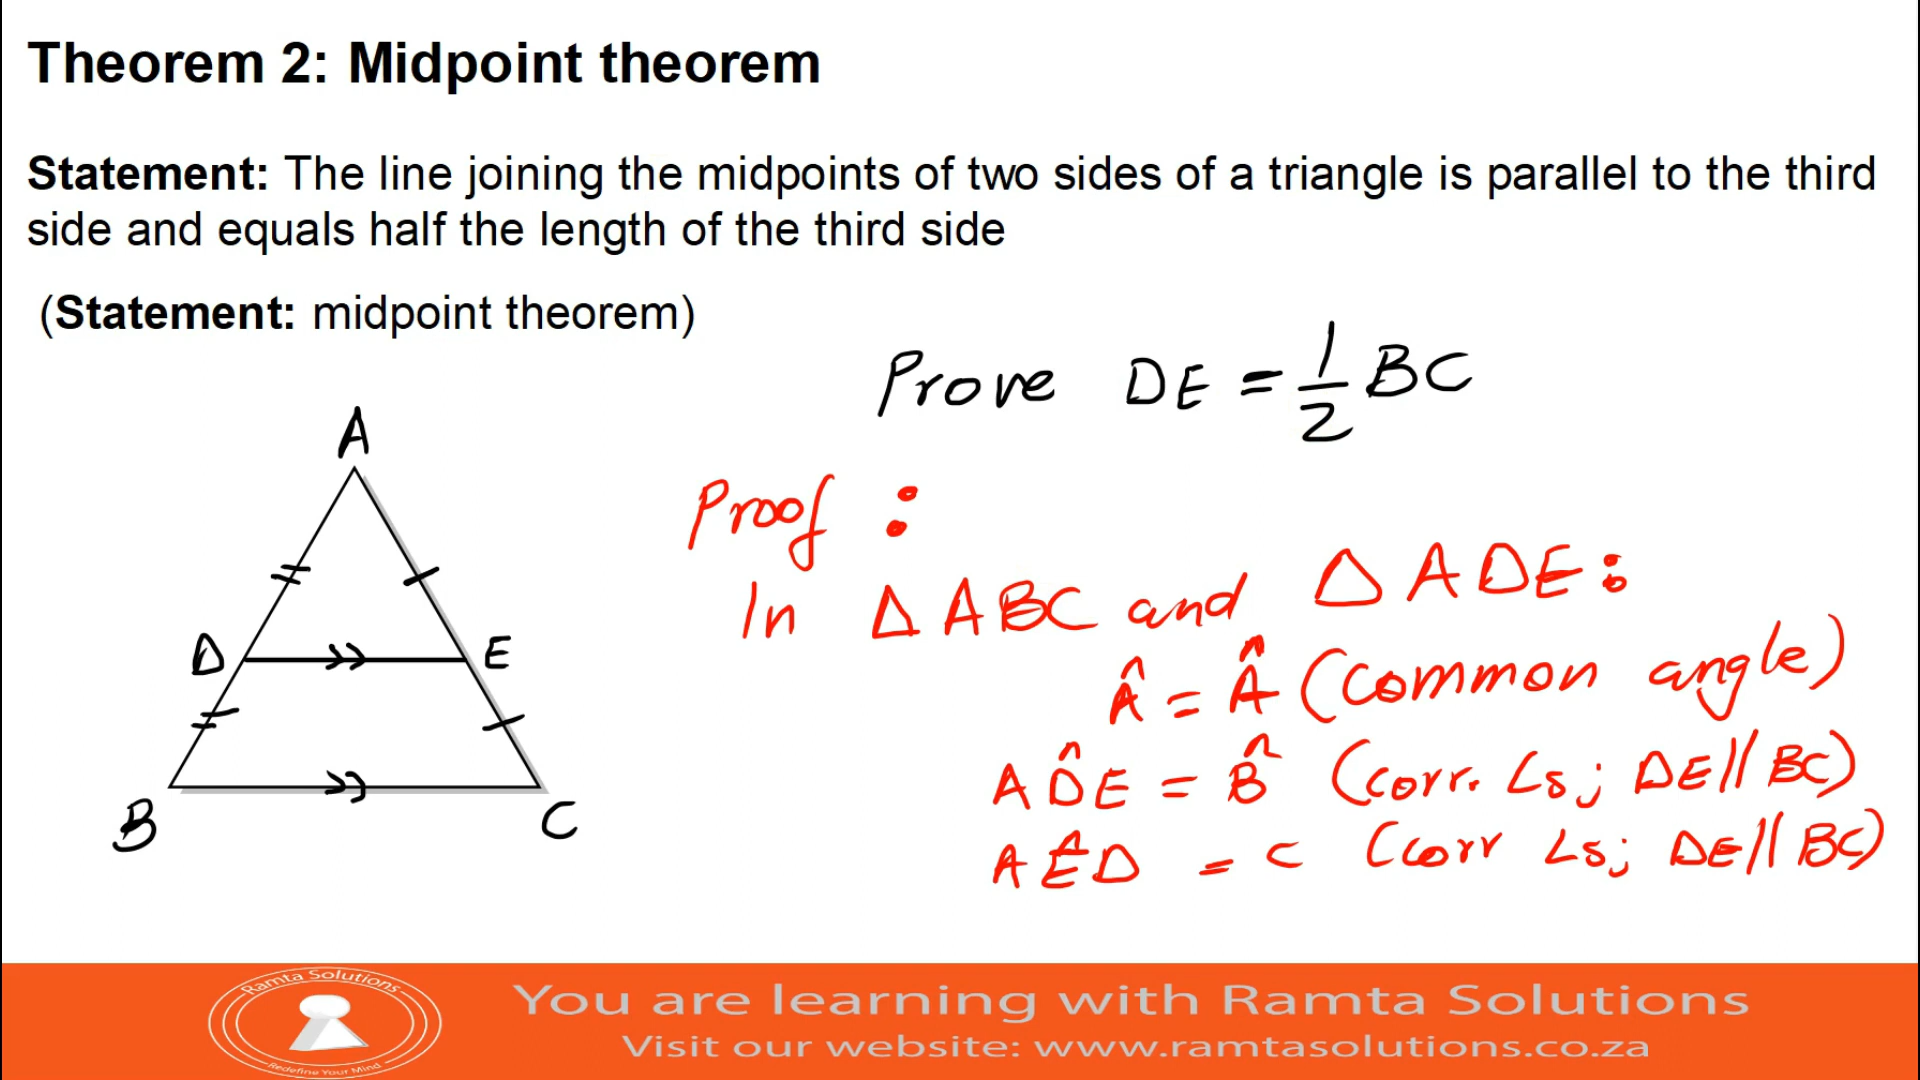 Theorem 2: Midpoint theorem
Statement: The line joining the midpoints of two sides of a triangle is parallel to the third
side and equals half the length of the third side
(Statement: midpoint theorem)
Prove DE = 1/2 BC
A
D
E
B
C
Proof :
In △ABC and △ADE:
Â = Â (common angle)
AD̂E = B̂ (corr. ∠s; DE || BC)
AÊD = C (corr ∠s; DE || BC)
Ramta Solutions
Redefine Your Mind
You are learning with Ramta Solutions
Visit our website: www.ramtasolutions.co.za